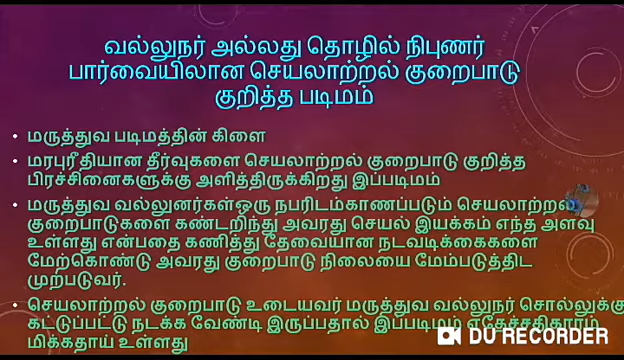 வல்லுநர் அல்லது தொழில் நிபுணர்
பார்வையிலான செயலாற்றல் குறைபாடு
குறித்த படிமம்
• மருத்துவ படிமத்தின் கிளை
• மரபுரீதியான தீர்வுகளை செயலாற்றல் குறைபாடு குறித்த
பிரச்சினைகளுக்கு அளித்திருக்கிறது இப்படிமம்
• மருத்துவ வல்லுனர்கள்ஒரு நபரிடம்காணப்படும் செயலாற்றல்
குறைபாடுகளை கண்டறிந்து அவரது செயல் இயக்கம் எந்த அளவு
உள்ளது என்பதை கணித்து தேவையான நடவடிக்கைகளை
மேற்கொண்டு அவரது குறைபாடு நிலையை மேம்படுத்திட
முற்படுவர்.
• செயலாற்றல் குறைபாடு உடையவர் மருத்துவ வல்லுநர் சொல்லுக்கு
கட்டுப்பட்டு நடக்க வேண்டி இருப்பதால் இப்படிமம் ஏதேச்சதிகாரம்
மிக்கதாய் உள்ளது
DU RECORDER